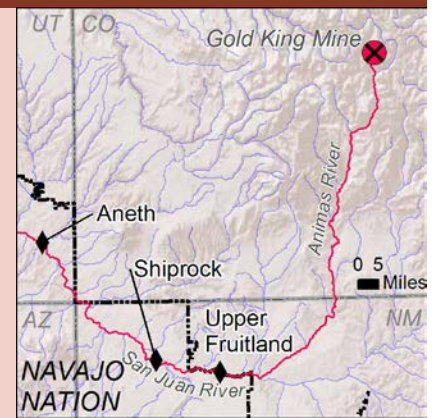 UT CO
Gold King Mine
Animas River
Aneth
Shiprock
0 5
Miles
AZ
NM
Upper
Fruitland
San Juan River
NAVAJO
NATION